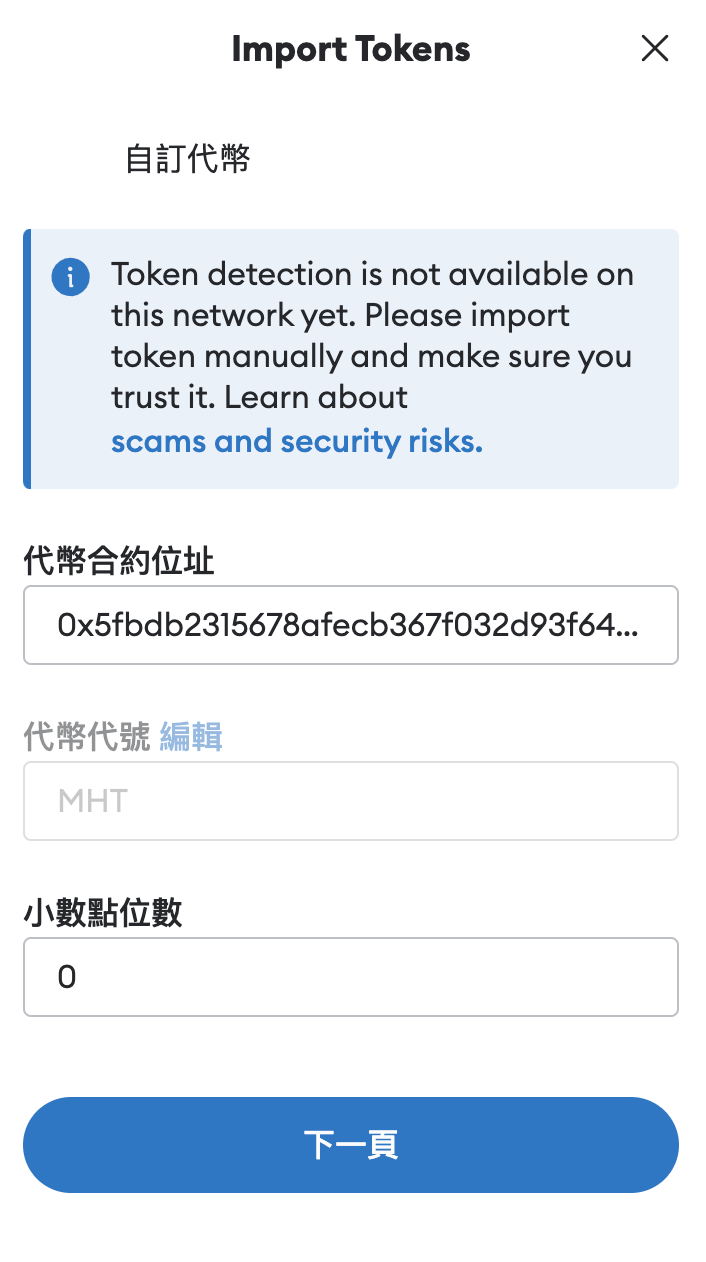 Import Tokens
自訂代幣
Token detection is not available on
this network yet. Please import
token manually and make sure you
trust it. Learn about
scams and security risks.
代幣合約位址
0x5fbdb2315678afecb367f032d93f64...
代幣代號 編輯
MHT
小數點位數
0
下一頁